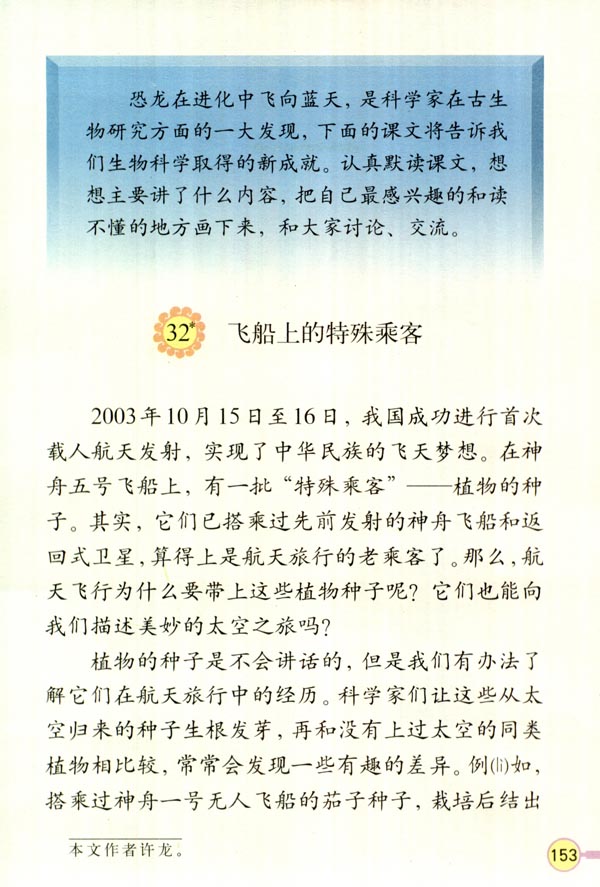 恐龙在进化中飞向蓝天，是科学家在古生
物研究方面的一大发现，下面的课文将告诉我
们生物科学取得的新成就。认真默读课文，想
想主要讲了什么内容，把自己最感兴趣的和读
不懂的地方画下来，和大家讨论、交流。
32* 飞船上的特殊乘客
2003年10月15日至16日，我国成功进行首次
载人航天发射，实现了中华民族的飞天梦想。在神
舟五号飞船上，有一批“特殊乘客”——植物的种
子。其实，它们已搭乘过先前发射的神舟飞船和返
回式卫星，算得上是航天旅行的老乘客了。那么，航
天飞行为什么要带上这些植物种子呢？它们也能向
我们描述美妙的太空之旅吗？
植物的种子是不会讲话的，但是我们有办法了
解它们在航天旅行中的经历。科学家们让这些从太
空归来的种子生根发芽，再和没有上过太空的同类
植物相比较，常常会发现一些有趣的差异。例(lì)如，
搭乘过神舟一号无人飞船的茄子种子，栽培后结出
本文作者许龙。
153